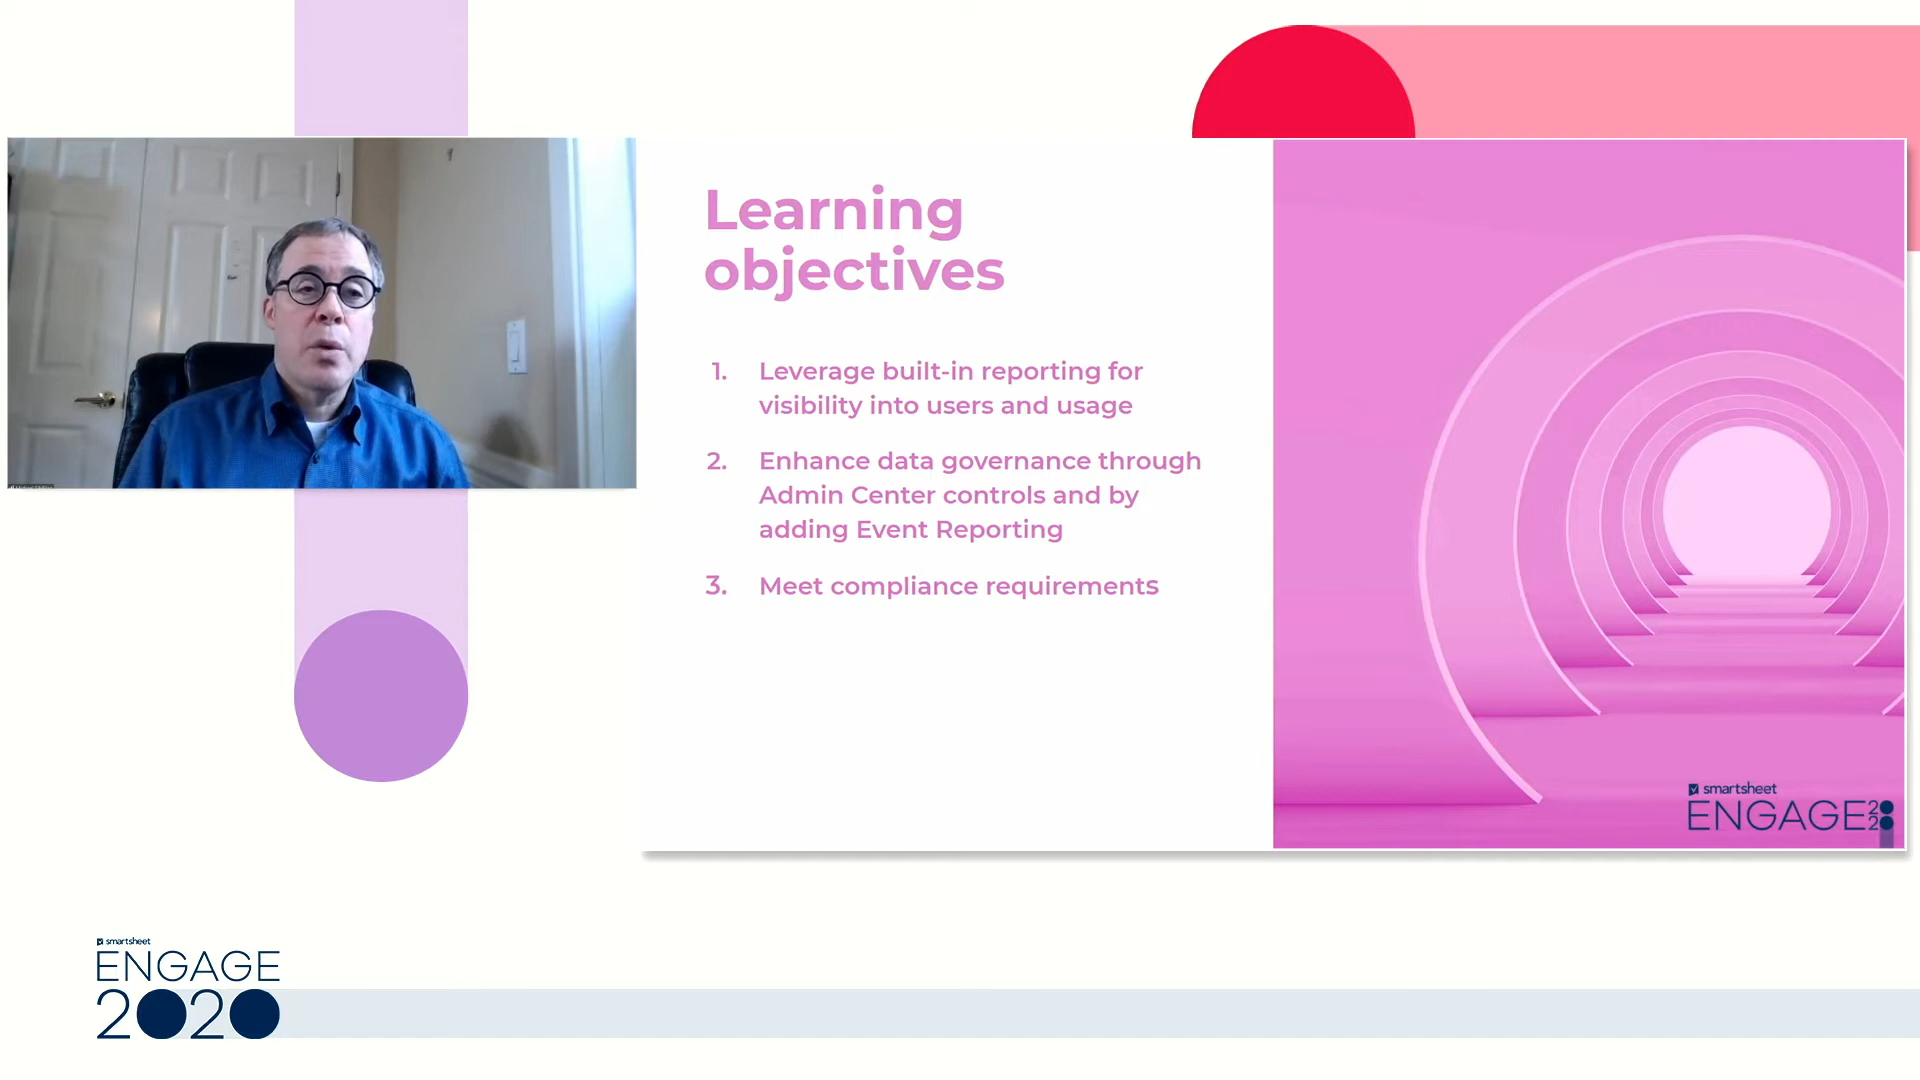 Learning
objectives
1. Leverage built-in reporting for
visibility into users and usage
2. Enhance data governance through
Admin Center controls and by
adding Event Reporting
3. Meet compliance requirements
smartsheet
ENGAGE 2020
smartsheet
ENGAGE
2020